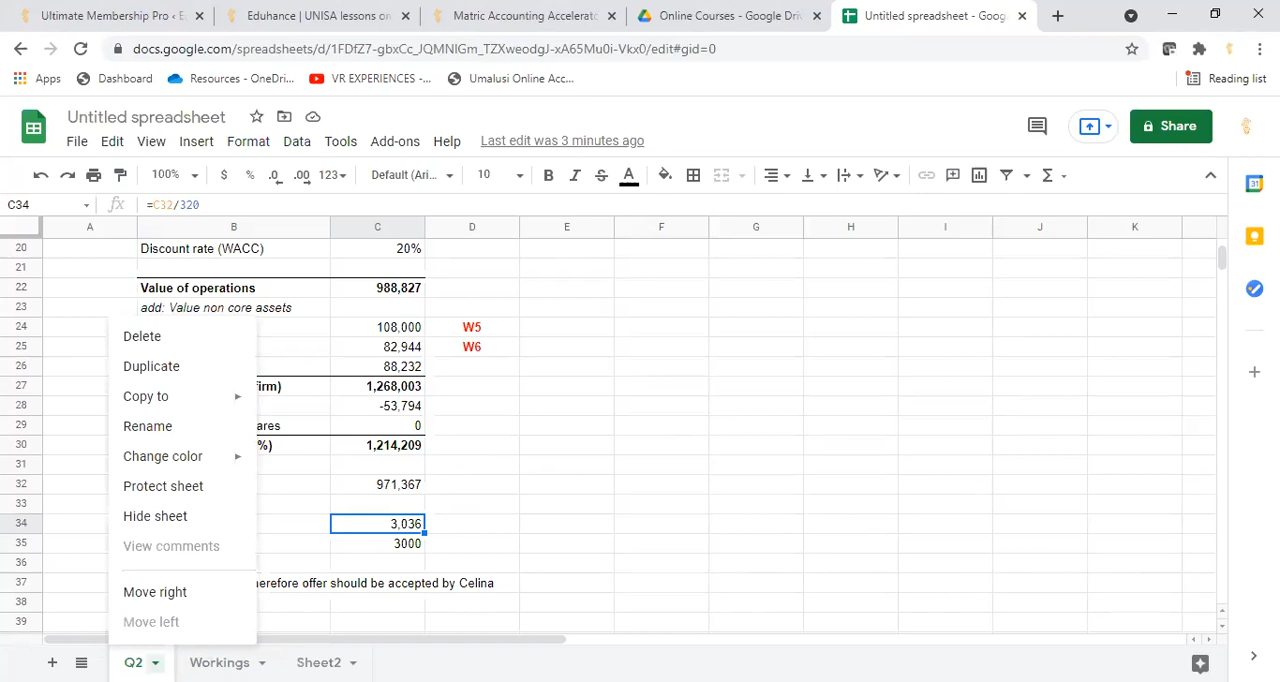 Ultimate Membership Pro ‹ E
Eduhance | UNISA lessons on
Matric Accounting Accelerato
Online Courses - Google Driv
Untitled spreadsheet - Goog
docs.google.com/spreadsheets/d/1FDfZ7-gbxCc_JQMNIGm_TZXweodgJ-xA65Mu0i-Vkx0/edit#gid=0
Apps Dashboard Resources - OneDri... VR EXPERIENCES -... Umalusi Online Acc... Reading list
Untitled spreadsheet
File Edit View Insert Format Data Tools Add-ons Help Last edit was 3 minutes ago
Share
100% $ % .0 .00 123 Default (Ari... 10 B I S A Σ
C34 fx =C32/320
A B C D E F G H I J K
20 Discount rate (WACC) 20%
21
22 Value of operations 988,827
23 add: Value non core assets
24 108,000 W5
25 82,944 W6
26 88,232
27 firm) 1,268,003
28 -53,794
29 ares 0
30 %) 1,214,209
31
32 971,367
33
34 3,036
35 3000
36
37 herefore offer should be accepted by Celina
38
39
Delete
Duplicate
Copy to
Rename
Change color
Protect sheet
Hide sheet
View comments
Move right
Move left
Q2 Workings Sheet2
31